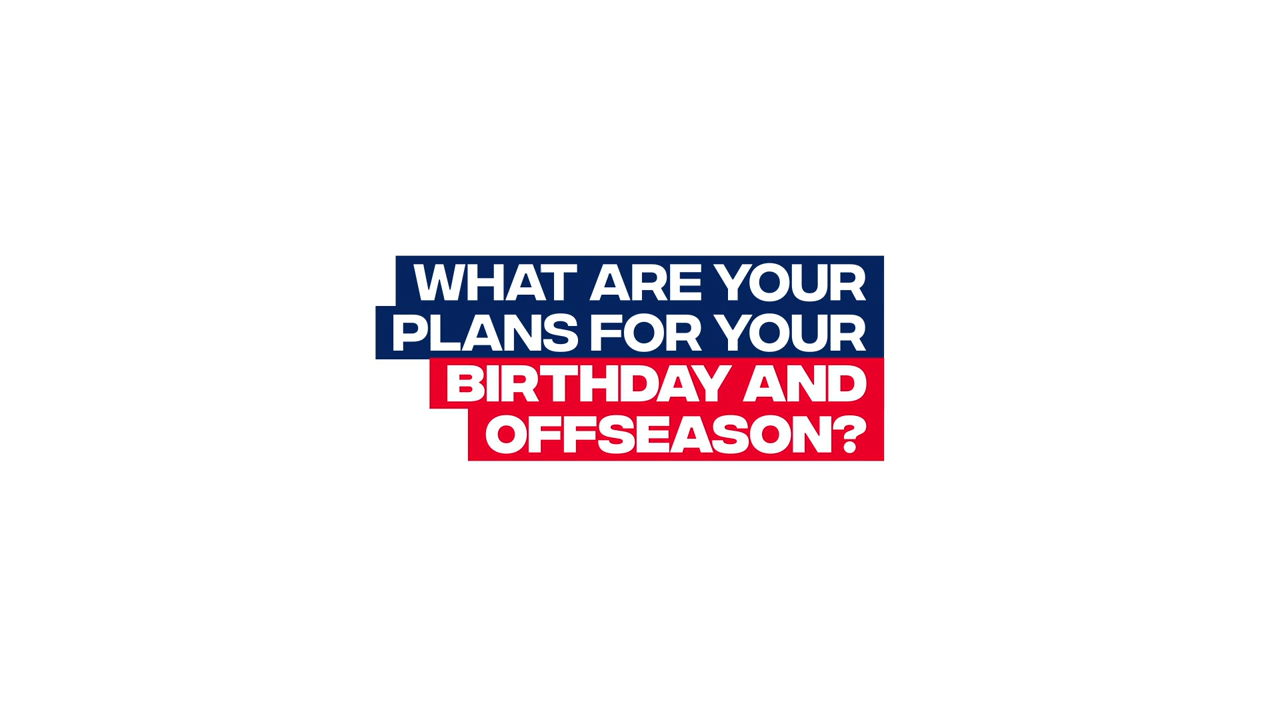 WHAT ARE YOUR
PLANS FOR YOUR
BIRTHDAY AND
OFFSEASON?